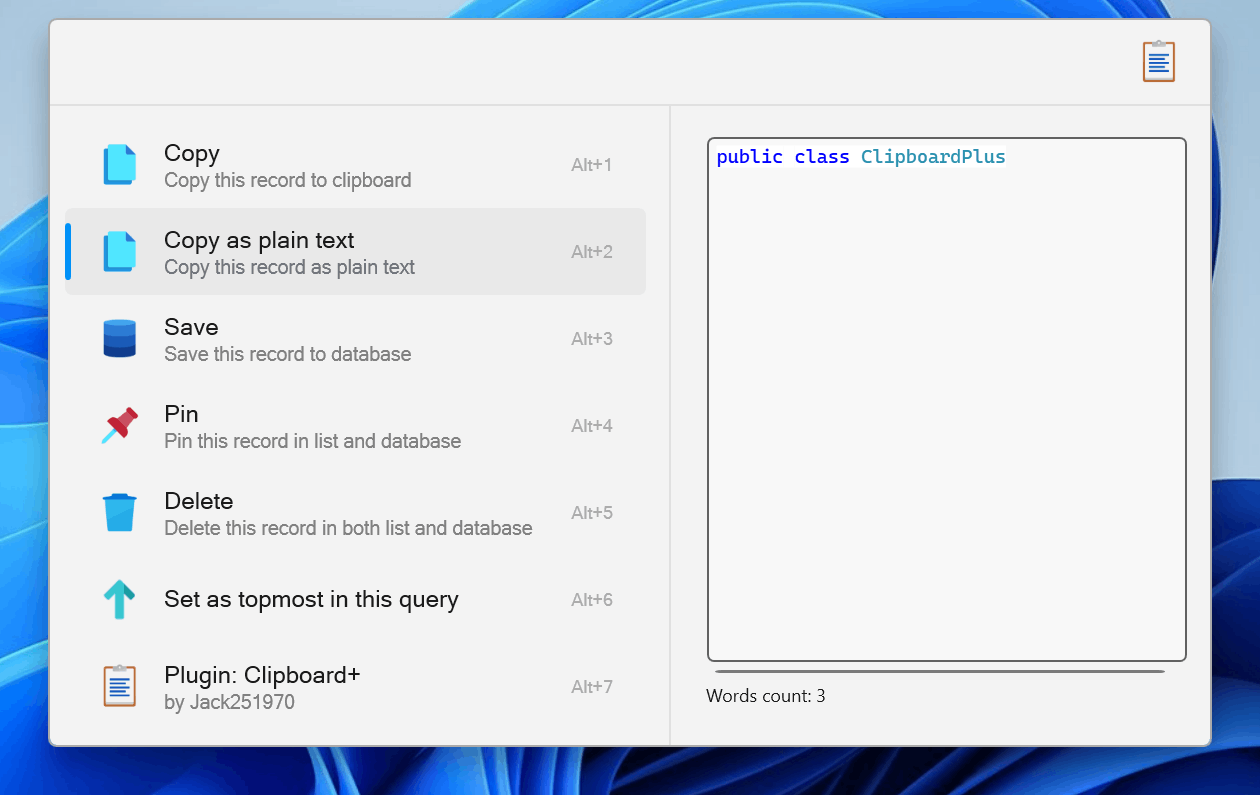 Copy
Copy this record to clipboard
Alt+1
Copy as plain text
Copy this record as plain text
Alt+2
Save
Save this record to database
Alt+3
Pin
Pin this record in list and database
Alt+4
Delete
Delete this record in both list and database
Alt+5
Set as topmost in this query
Alt+6
Plugin: Clipboard+
by Jack251970
Alt+7
public class ClipboardPlus
Words count: 3